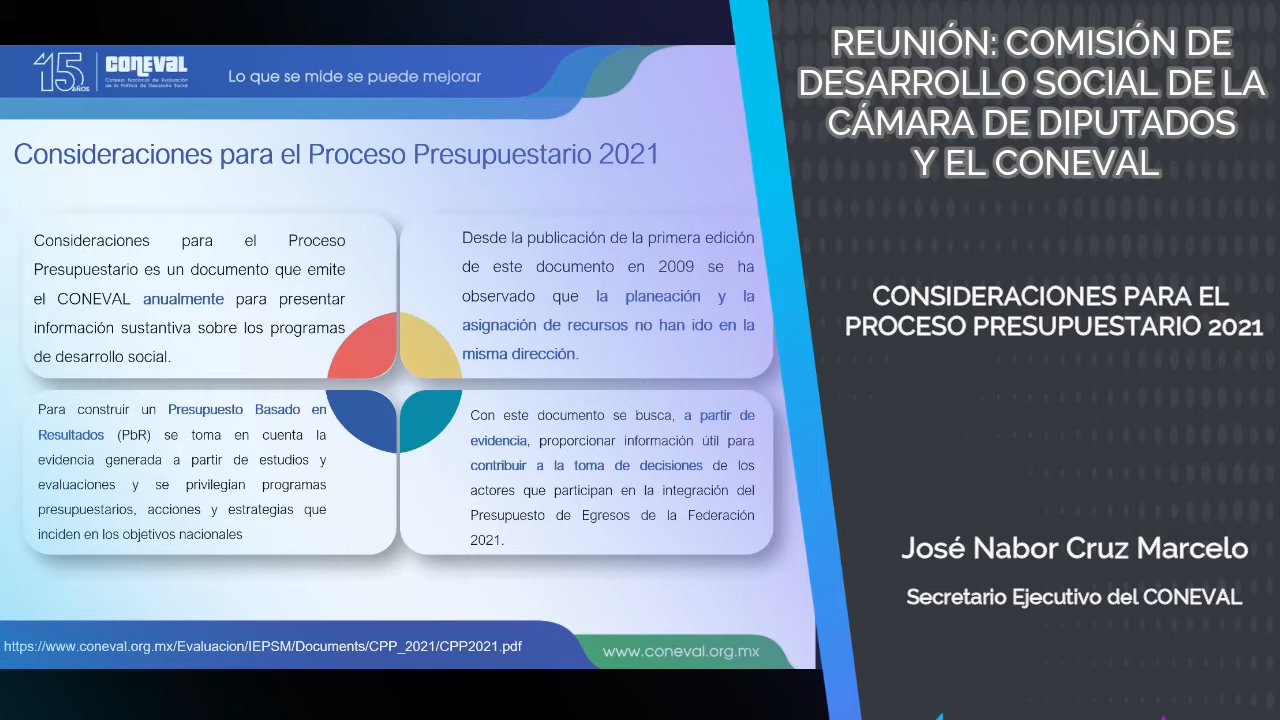 15 AÑOS
CONEVAL
Consejo Nacional de Evaluación
de la Política de Desarrollo Social
Lo que se mide se puede mejorar
Consideraciones para el Proceso Presupuestario 2021
Consideraciones para el Proceso
Presupuestario es un documento que emite
el CONEVAL anualmente para presentar
información sustantiva sobre los programas
de desarrollo social.
Desde la publicación de la primera edición
de este documento en 2009 se ha
observado que la planeación y la
asignación de recursos no han ido en la
misma dirección.
Para construir un Presupuesto Basado en
Resultados (PbR) se toma en cuenta la
evidencia generada a partir de estudios y
evaluaciones y se privilegian programas
presupuestarios, acciones y estrategias que
inciden en los objetivos nacionales
Con este documento se busca, a partir de
evidencia, proporcionar información útil para
contribuir a la toma de decisiones de los
actores que participan en la integración del
Presupuesto de Egresos de la Federación
2021.
https://www.coneval.org.mx/Evaluacion/IEPSM/Documents/CPP_2021/CPP2021.pdf
www.coneval.org.mx
REUNIÓN: COMISIÓN DE
DESARROLLO SOCIAL DE LA
CÁMARA DE DIPUTADOS
Y EL CONEVAL
CONSIDERACIONES PARA EL
PROCESO PRESUPUESTARIO 2021
José Nabor Cruz Marcelo
Secretario Ejecutivo del CONEVAL